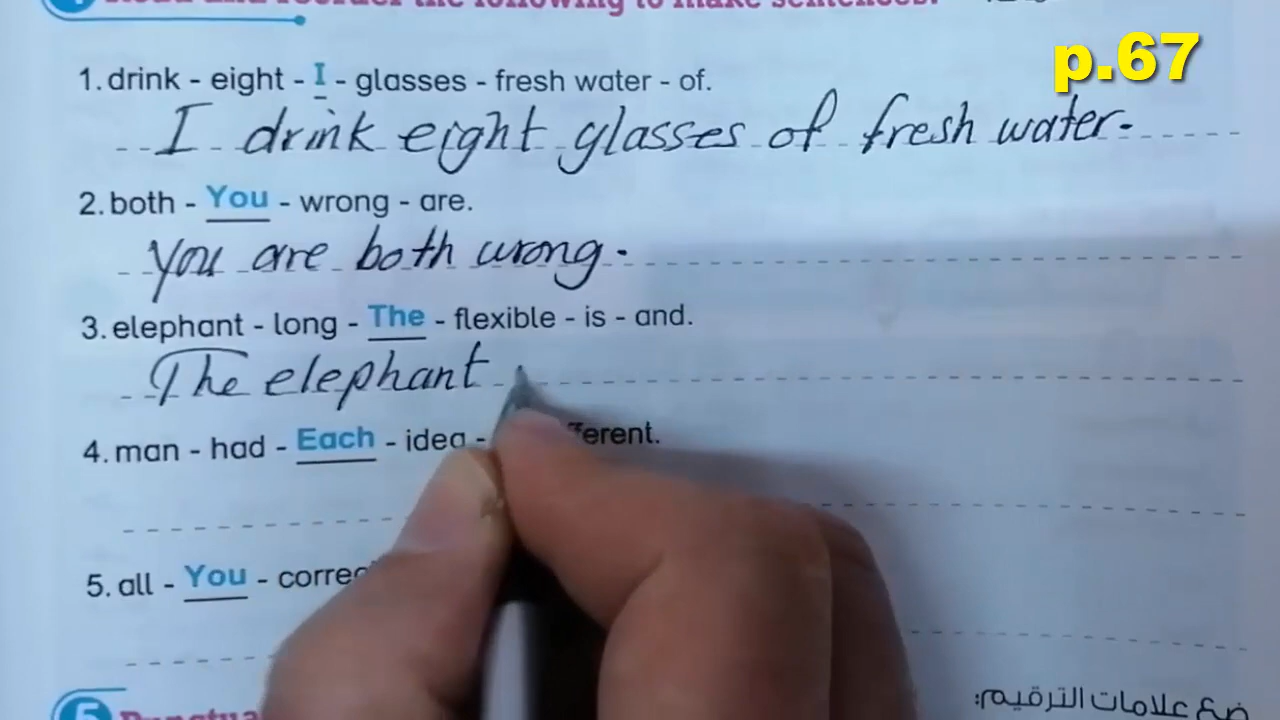 p.67
1. drink - eight - I - glasses - fresh water - of.
I drink eight glasses of fresh water.
2. both - You - wrong - are.
You are both wrong.
3. elephant - long - The - flexible - is - and.
The elephant
4. man - had - Each - idea -
5. all - You -
5
ضع علامات الترقيم: